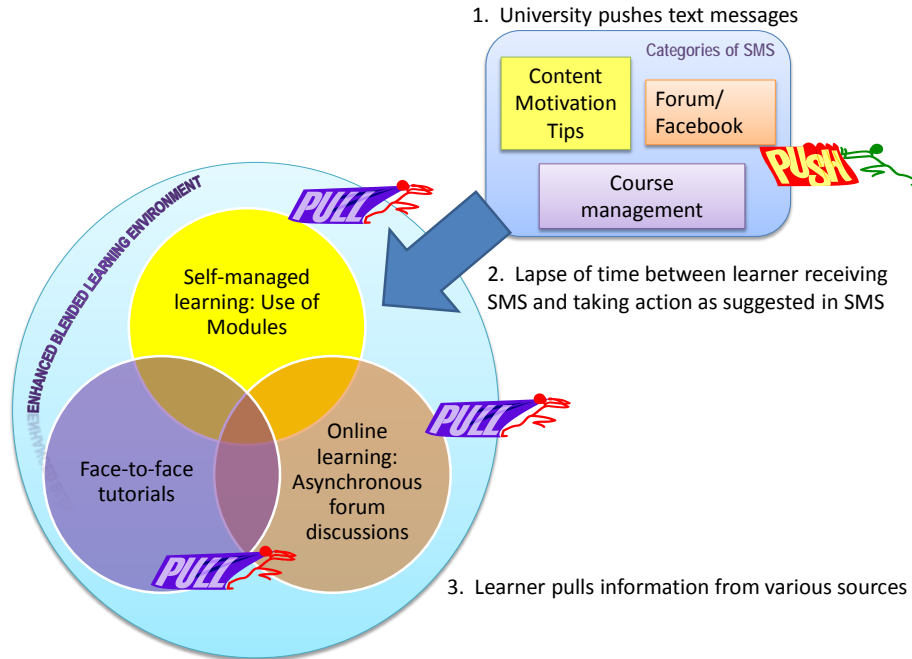 1. University pushes text messages
Categories of SMS
Content
Motivation
Tips
Forum/
Facebook
PUSH
Course
management
PULL
ENHANCED BLENDED LEARNING ENVIRONMENT
Self-managed
learning: Use of
Modules
2. Lapse of time between learner receiving
SMS and taking action as suggested in SMS
PULL
Online
learning:
Asynchronous
forum
discussions
Face-to-face
tutorials
PULL
3. Learner pulls information from various sources